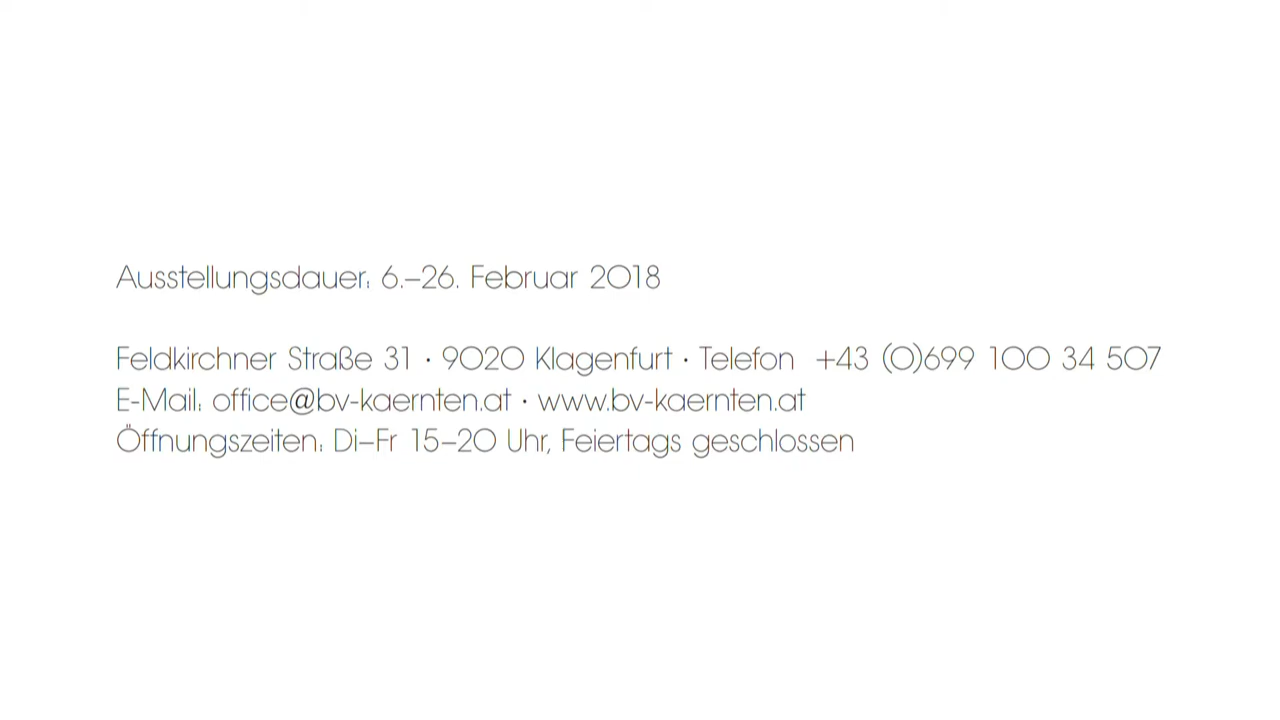 Ausstellungsdauer: 6.–26. Februar 2018
Feldkirchner Straße 31 · 9020 Klagenfurt · Telefon +43 (0)699 100 34 507
E-Mail: office@bv-kaernten.at · www.bv-kaernten.at
Öffnungszeiten: Di–Fr 15–20 Uhr, Feiertags geschlossen